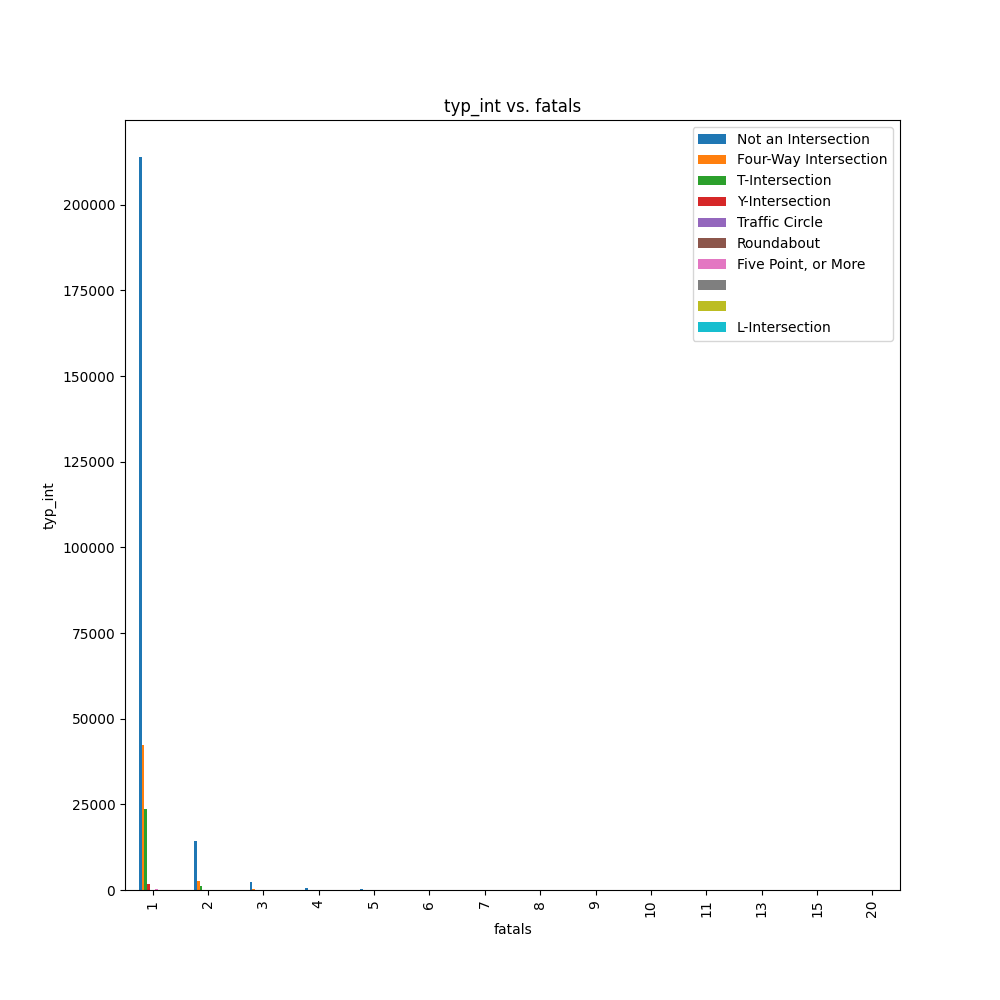 typ_int vs. fatals
Not an Intersection
Four-Way Intersection
T-Intersection
Y-Intersection
Traffic Circle
Roundabout
Five Point, or More
L-Intersection
200000
175000
150000
125000
100000
75000
50000
25000
0
typ_int
1 2 3 4 5 6 7 8 9 10 11 13 15 20
fatals